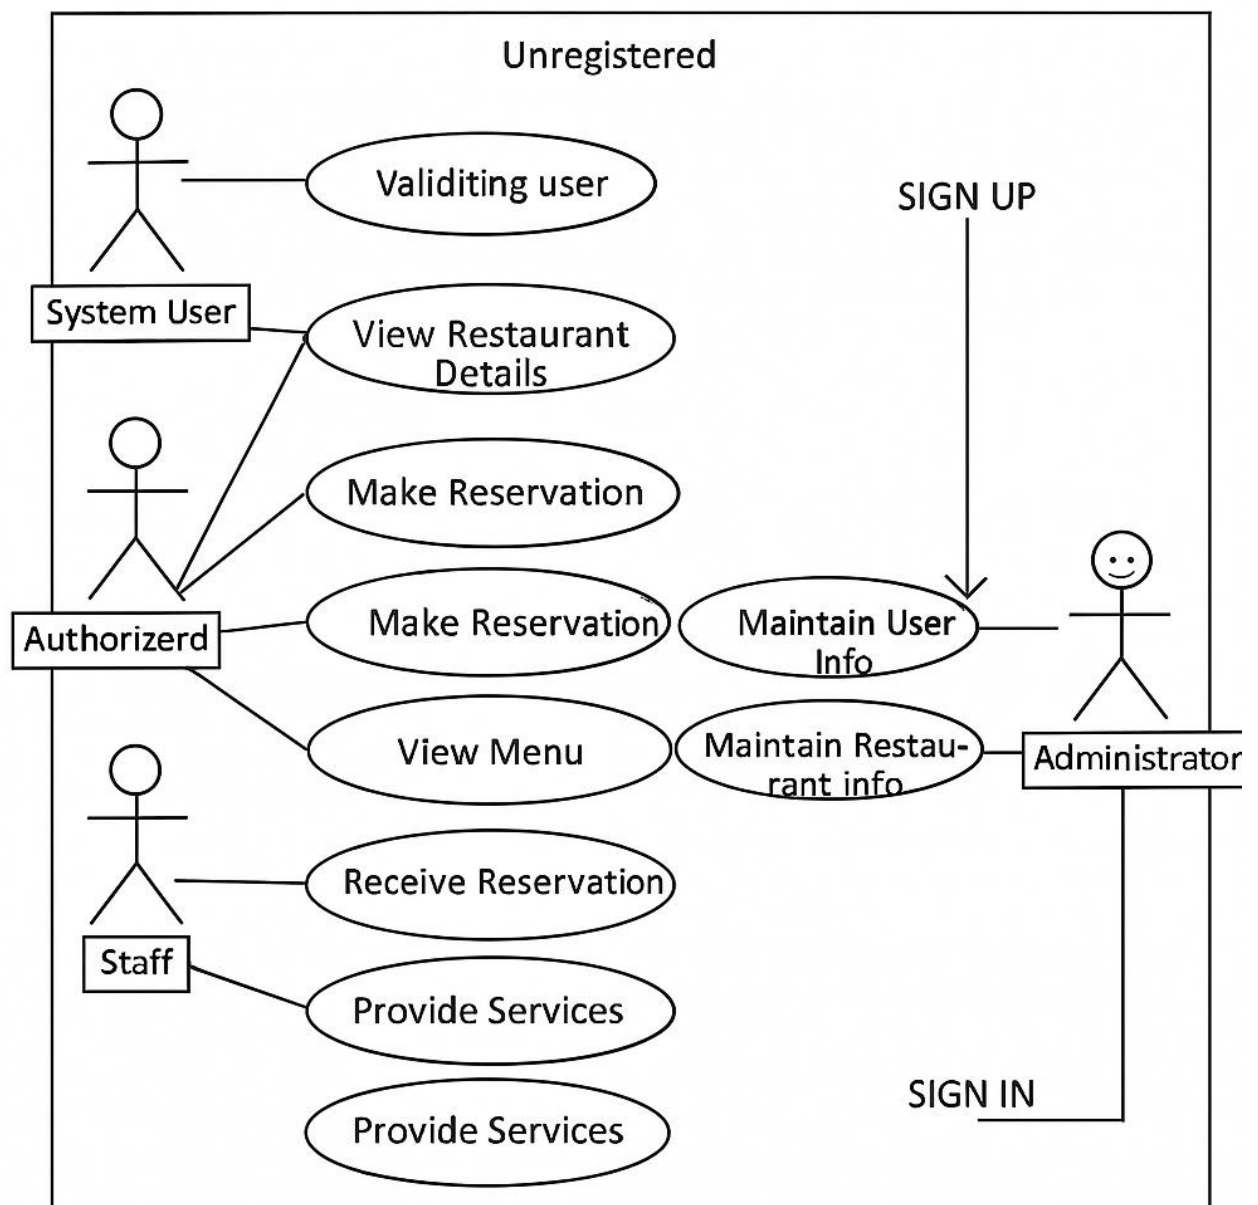 Unregistered
Validiting user
SIGN UP
System User
View Restaurant
Details
Make Reservation
Authorizerd
Make Reservation
Maintain User
Info
View Menu
Maintain Restau-
rant info
Administrator
Receive Reservation
Staff
Provide Services
SIGN IN
Provide Services